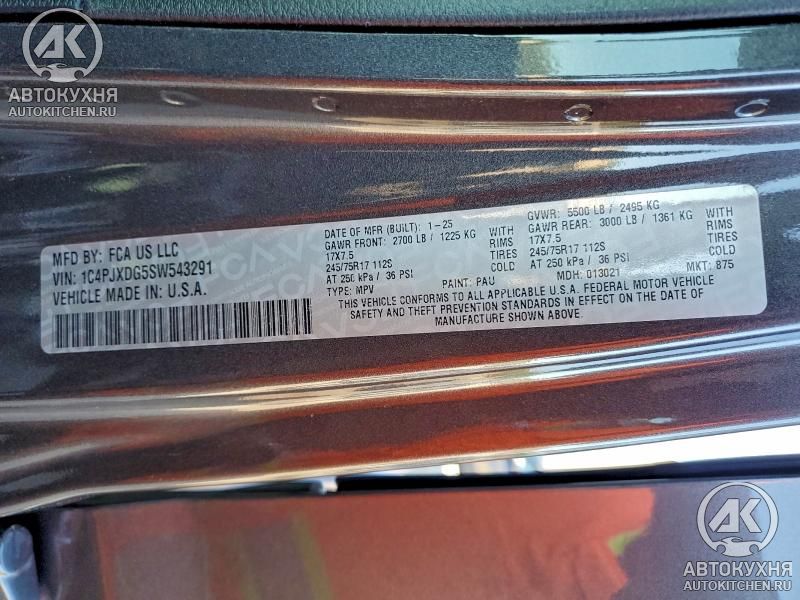 АК
АВТОКУХНЯ
AUTOKITCHEN.RU
MFD BY: FCA US LLC
VIN: 1C4PJXDG5SW543291
VEHICLE MADE IN: U.S.A.
DATE OF MFR (BUILT): 1-25
GAWR FRONT: 2700 LB / 1225 KG WITH
17X7.5 RIMS
245/75R17 112S TIRES
AT 250 kPa / 36 PSI COLD
GVWR: 5500 LB / 2495 KG
GAWR REAR: 3000 LB / 1361 KG WITH
17X7.5 RIMS
245/75R17 112S TIRES
AT 250 kPa / 36 PSI COLD
TYPE: MPV PAINT: PAU MDH: 013021 MKT: 875
THIS VEHICLE CONFORMS TO ALL APPLICABLE U.S.A. FEDERAL MOTOR VEHICLE
SAFETY AND THEFT PREVENTION STANDARDS IN EFFECT ON THE DATE OF
MANUFACTURE SHOWN ABOVE.
АК
АВТОКУХНЯ
AUTOKITCHEN.RU